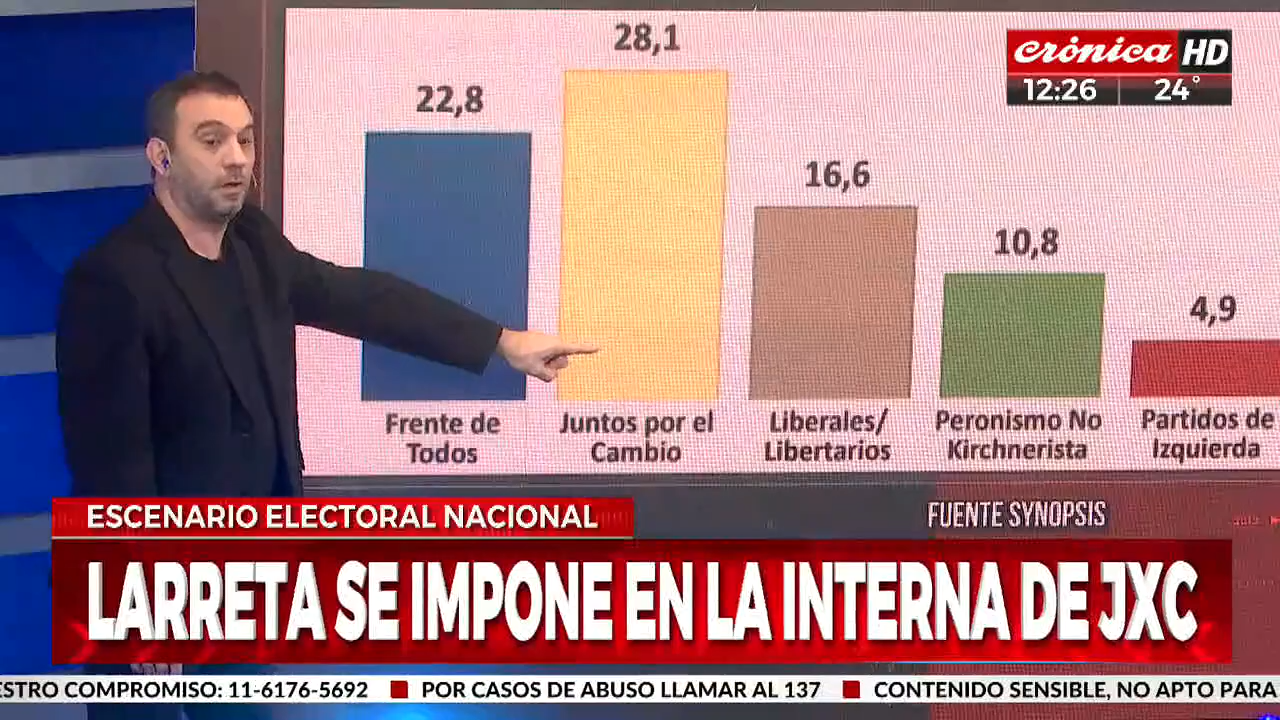 28,1
22,8
16,6
10,8
4,9
Frente de
Todos
Juntos por el
Cambio
Liberales/
Libertarios
Peronismo No
Kirchnerista
Partidos de
Izquierda
crónica HD
12:26 24°
FUENTE SYNOPSIS
ESCENARIO ELECTORAL NACIONAL
LARRETA SE IMPONE EN LA INTERNA DE JXC
ESTRO COMPROMISO: 11-6176-5692 POR CASOS DE ABUSO LLAMAR AL 137 CONTENIDO SENSIBLE, NO APTO PARA